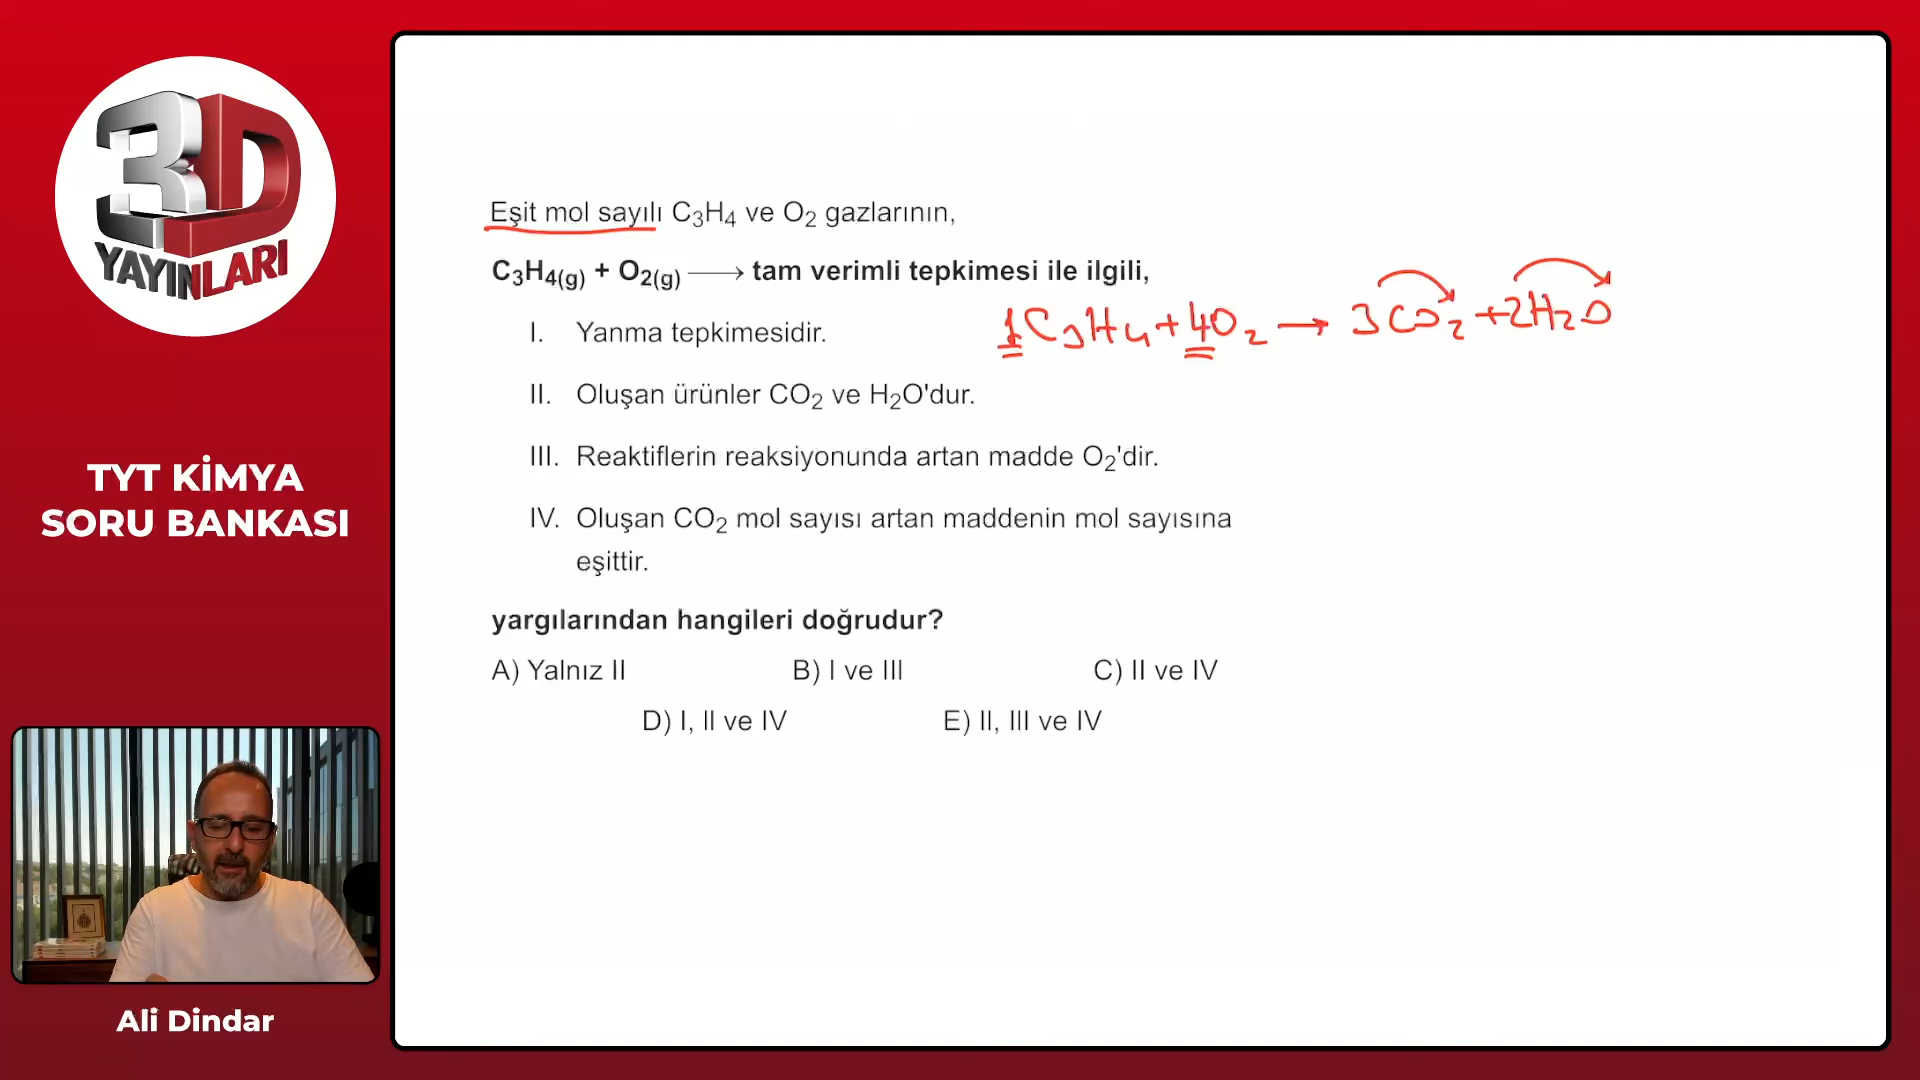 3D
YAYINLARI
TYT KİMYA
SORU BANKASI
Ali Dindar
Eşit mol sayılı C3H4 ve O2 gazlarının,
C3H4(g) + O2(g) ⟶ tam verimli tepkimesi ile ilgili,
1C3H4+4O2 → 3CO2+2H2O
I. Yanma tepkimesidir.
II. Oluşan ürünler CO2 ve H2O'dur.
III. Reaktiflerin reaksiyonunda artan madde O2'dir.
IV. Oluşan CO2 mol sayısı artan maddenin mol sayısına
eşittir.
yargılarından hangileri doğrudur?
A) Yalnız II B) I ve III C) II ve IV
D) I, II ve IV E) II, III ve IV